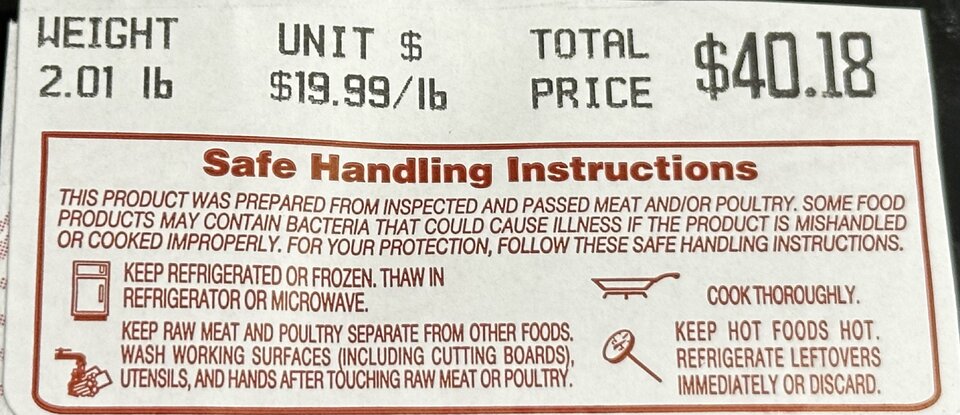 WEIGHT UNIT $ TOTAL $40.18
2.01 lb $19.99/lb PRICE
Safe Handling Instructions
THIS PRODUCT WAS PREPARED FROM INSPECTED AND PASSED MEAT AND/OR POULTRY. SOME FOOD
PRODUCTS MAY CONTAIN BACTERIA THAT COULD CAUSE ILLNESS IF THE PRODUCT IS MISHANDLED
OR COOKED IMPROPERLY. FOR YOUR PROTECTION, FOLLOW THESE SAFE HANDLING INSTRUCTIONS.
KEEP REFRIGERATED OR FROZEN. THAW IN
REFRIGERATOR OR MICROWAVE.
KEEP RAW MEAT AND POULTRY SEPARATE FROM OTHER FOODS.
WASH WORKING SURFACES (INCLUDING CUTTING BOARDS),
UTENSILS, AND HANDS AFTER TOUCHING RAW MEAT OR POULTRY.
COOK THOROUGHLY.
KEEP HOT FOODS HOT.
REFRIGERATE LEFTOVERS
IMMEDIATELY OR DISCARD.